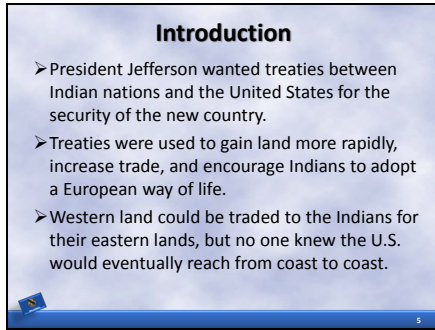 Introduction
➢President Jefferson wanted treaties between
Indian nations and the United States for the
security of the new country.
➢Treaties were used to gain land more rapidly,
increase trade, and encourage Indians to adopt
a European way of life.
➢Western land could be traded to the Indians for
their eastern lands, but no one knew the U.S.
would eventually reach from coast to coast.
5